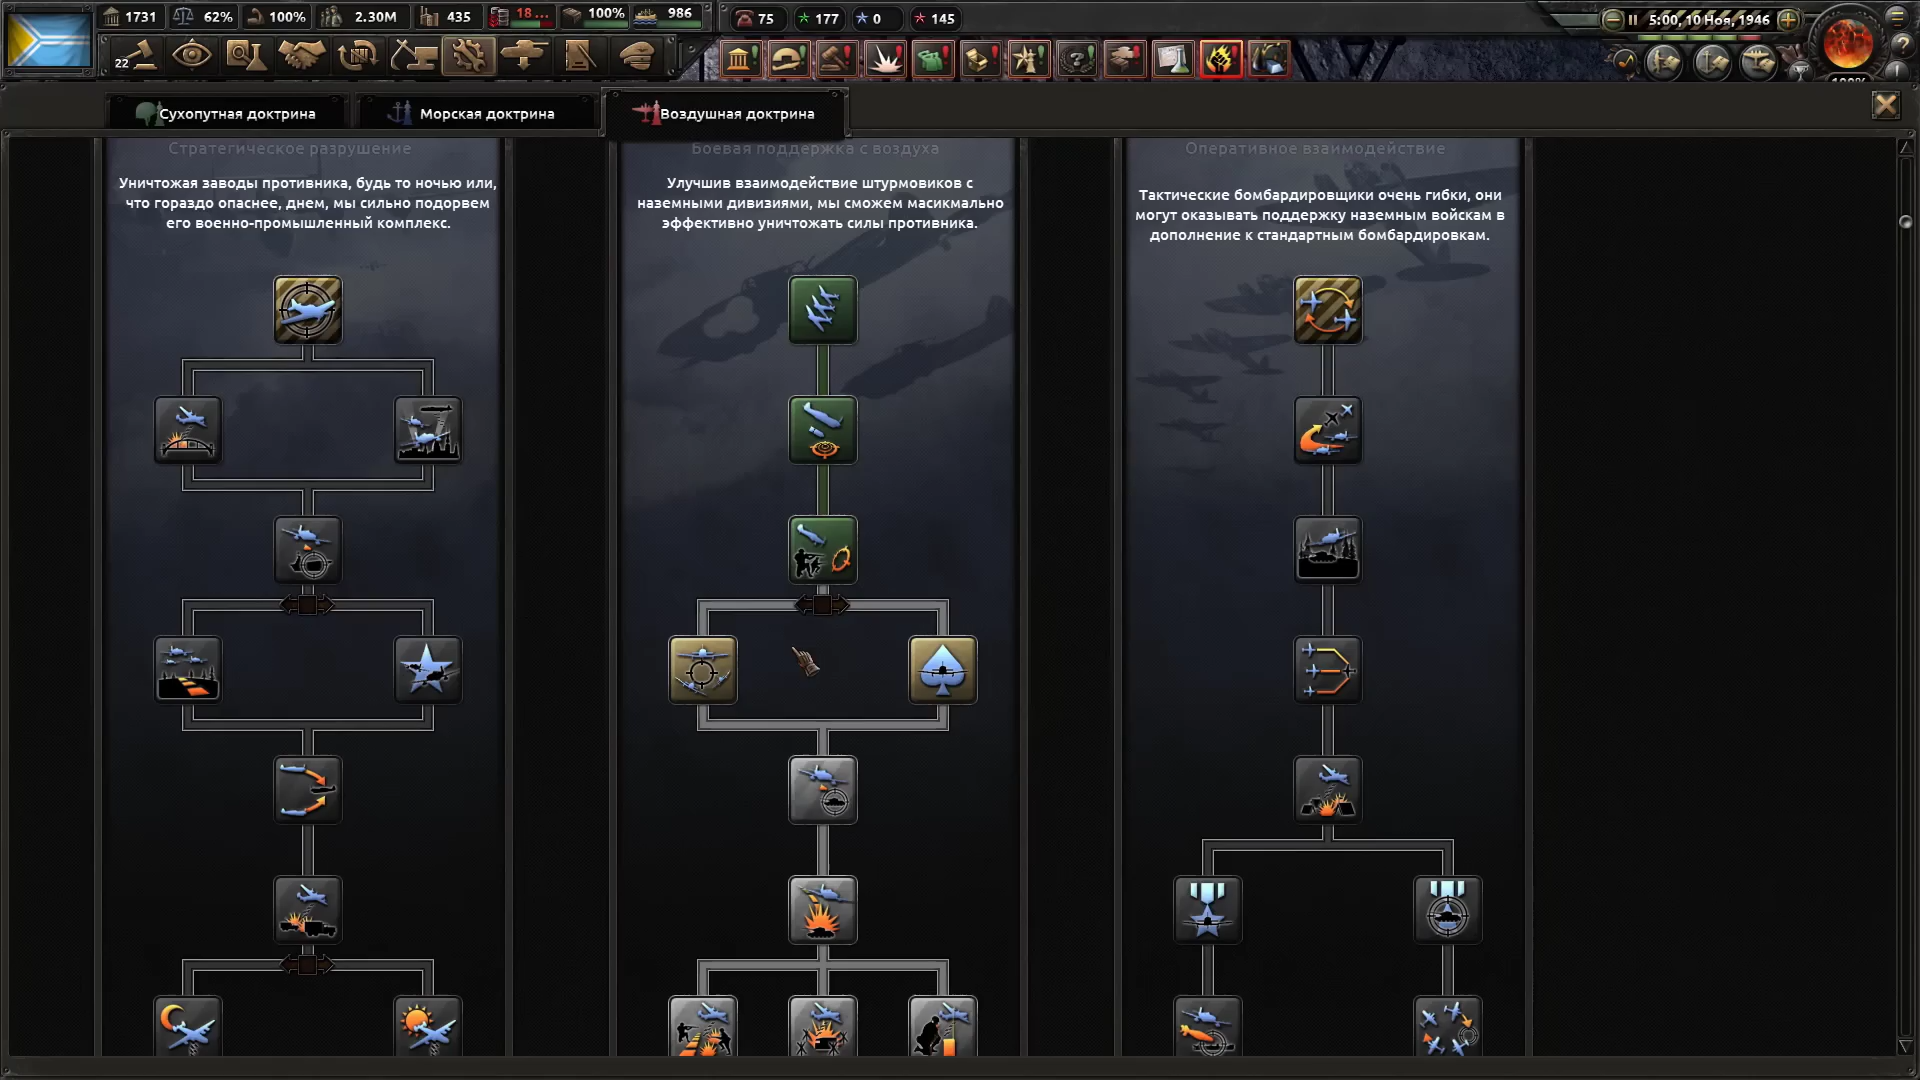 1731 62% 100% 2.30M 435 18... 100% 986 75 177 0 145 5:00, 10 Ноя, 1946
22
100%
Сухопутная доктрина
Морская доктрина
Воздушная доктрина
Стратегическое разрушение
Уничтожая заводы противника, будь то ночью или,
что гораздо опаснее, днем, мы сильно подорвем
его военно-промышленный комплекс.
Боевая поддержка с воздуха
Улучшив взаимодействие штурмовиков с
наземными дивизиями, мы сможем масикмально
эффективно уничтожать силы противника.
Оперативное взаимодействие
Тактические бомбардировщики очень гибки, они
могут оказывать поддержку наземным войскам в
дополнение к стандартным бомбардировкам.